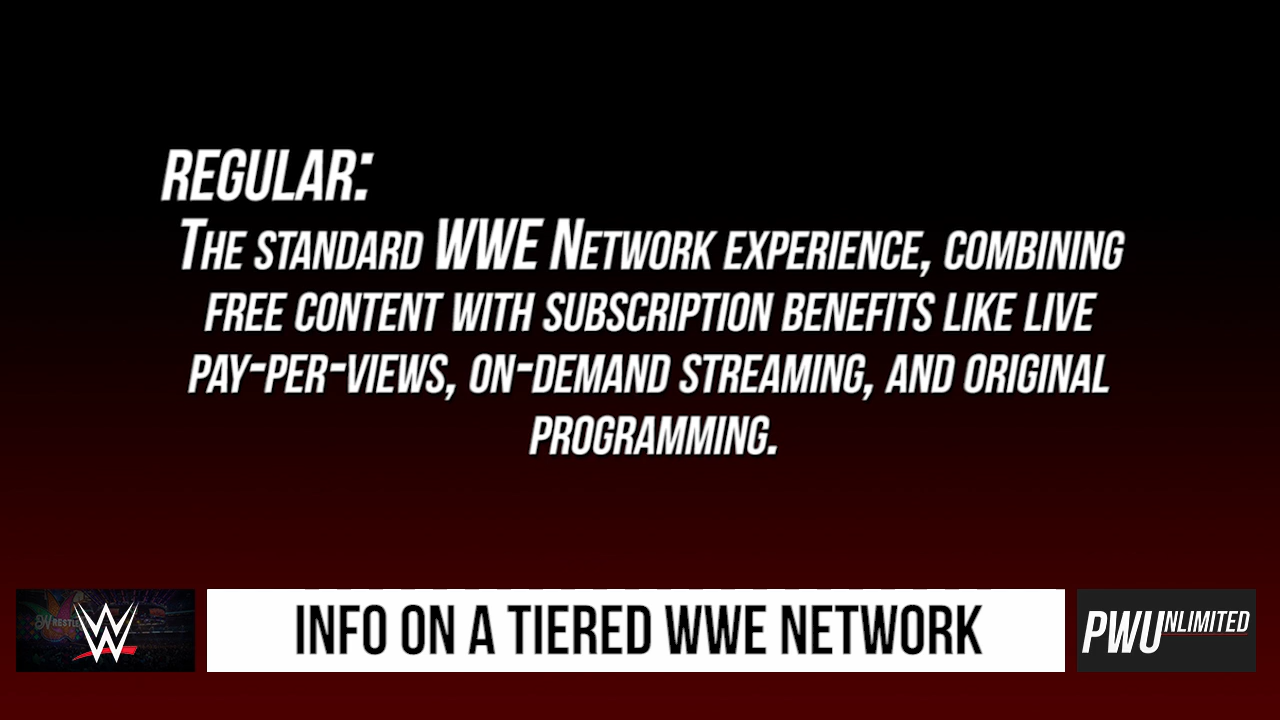 REGULAR:
THE STANDARD WWE NETWORK EXPERIENCE, COMBINING
FREE CONTENT WITH SUBSCRIPTION BENEFITS LIKE LIVE
PAY-PER-VIEWS, ON-DEMAND STREAMING, AND ORIGINAL
PROGRAMMING.
INFO ON A TIERED WWE NETWORK
PWUNLIMITED